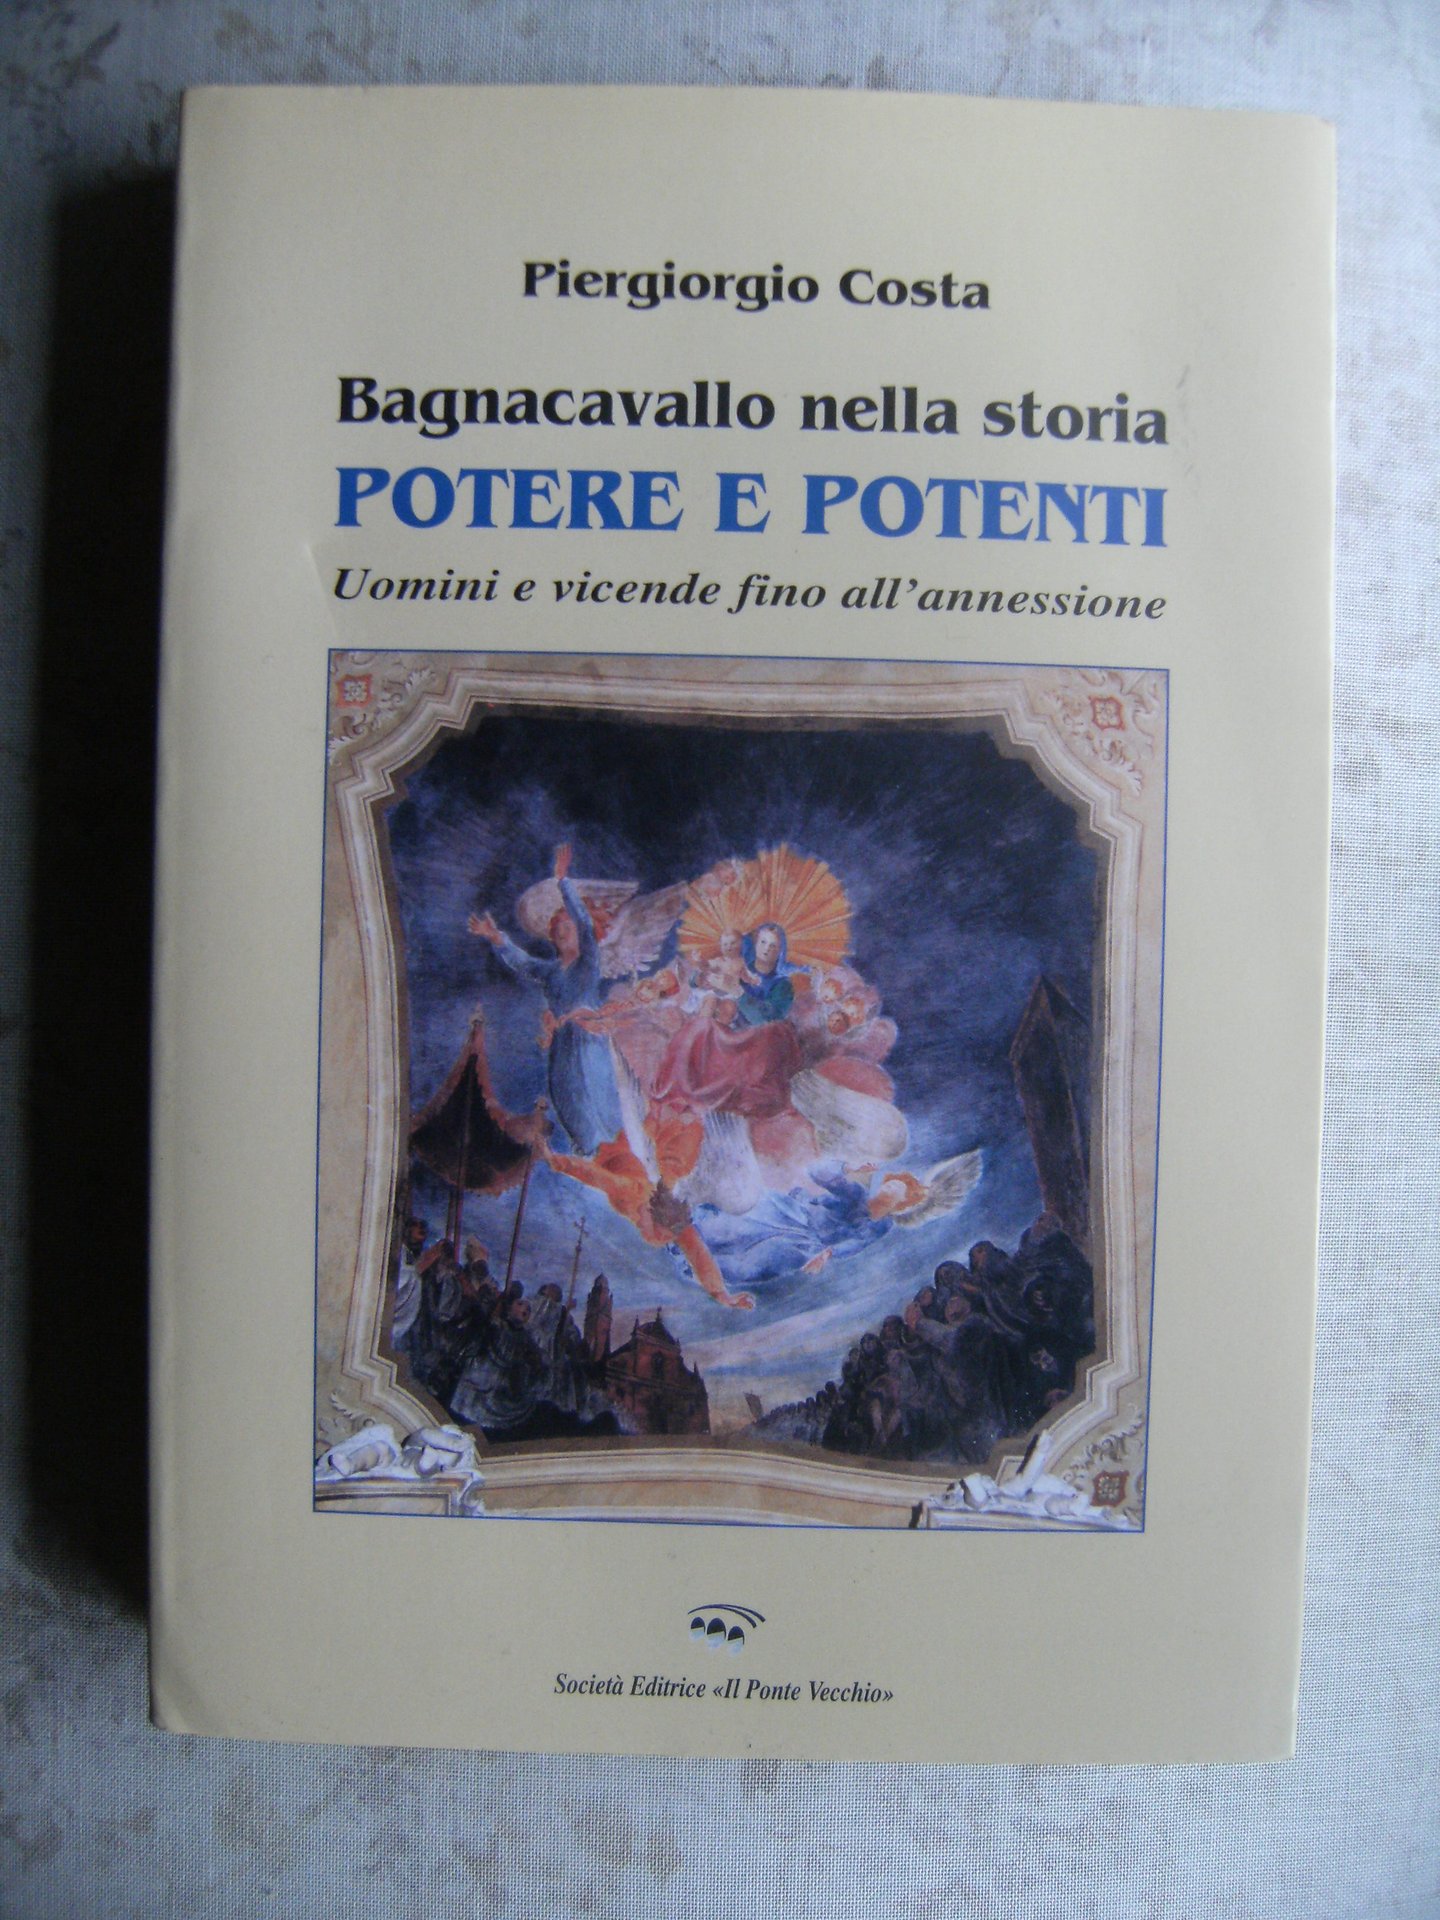 Piergiorgio Costa
Bagnacavallo nella storia
POTERE E POTENTI
Uomini e vicende fino all'annessione
Società Editrice «Il Ponte Vecchio»